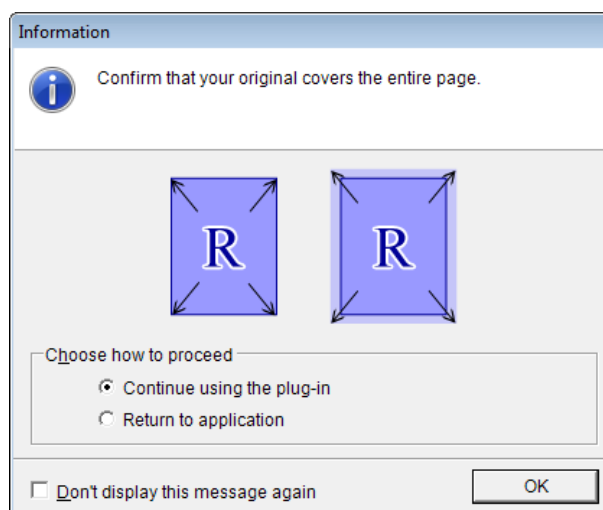 Information
Confirm that your original covers the entire page.
R R
Choose how to proceed
Continue using the plug-in
Return to application
Don't display this message again
OK